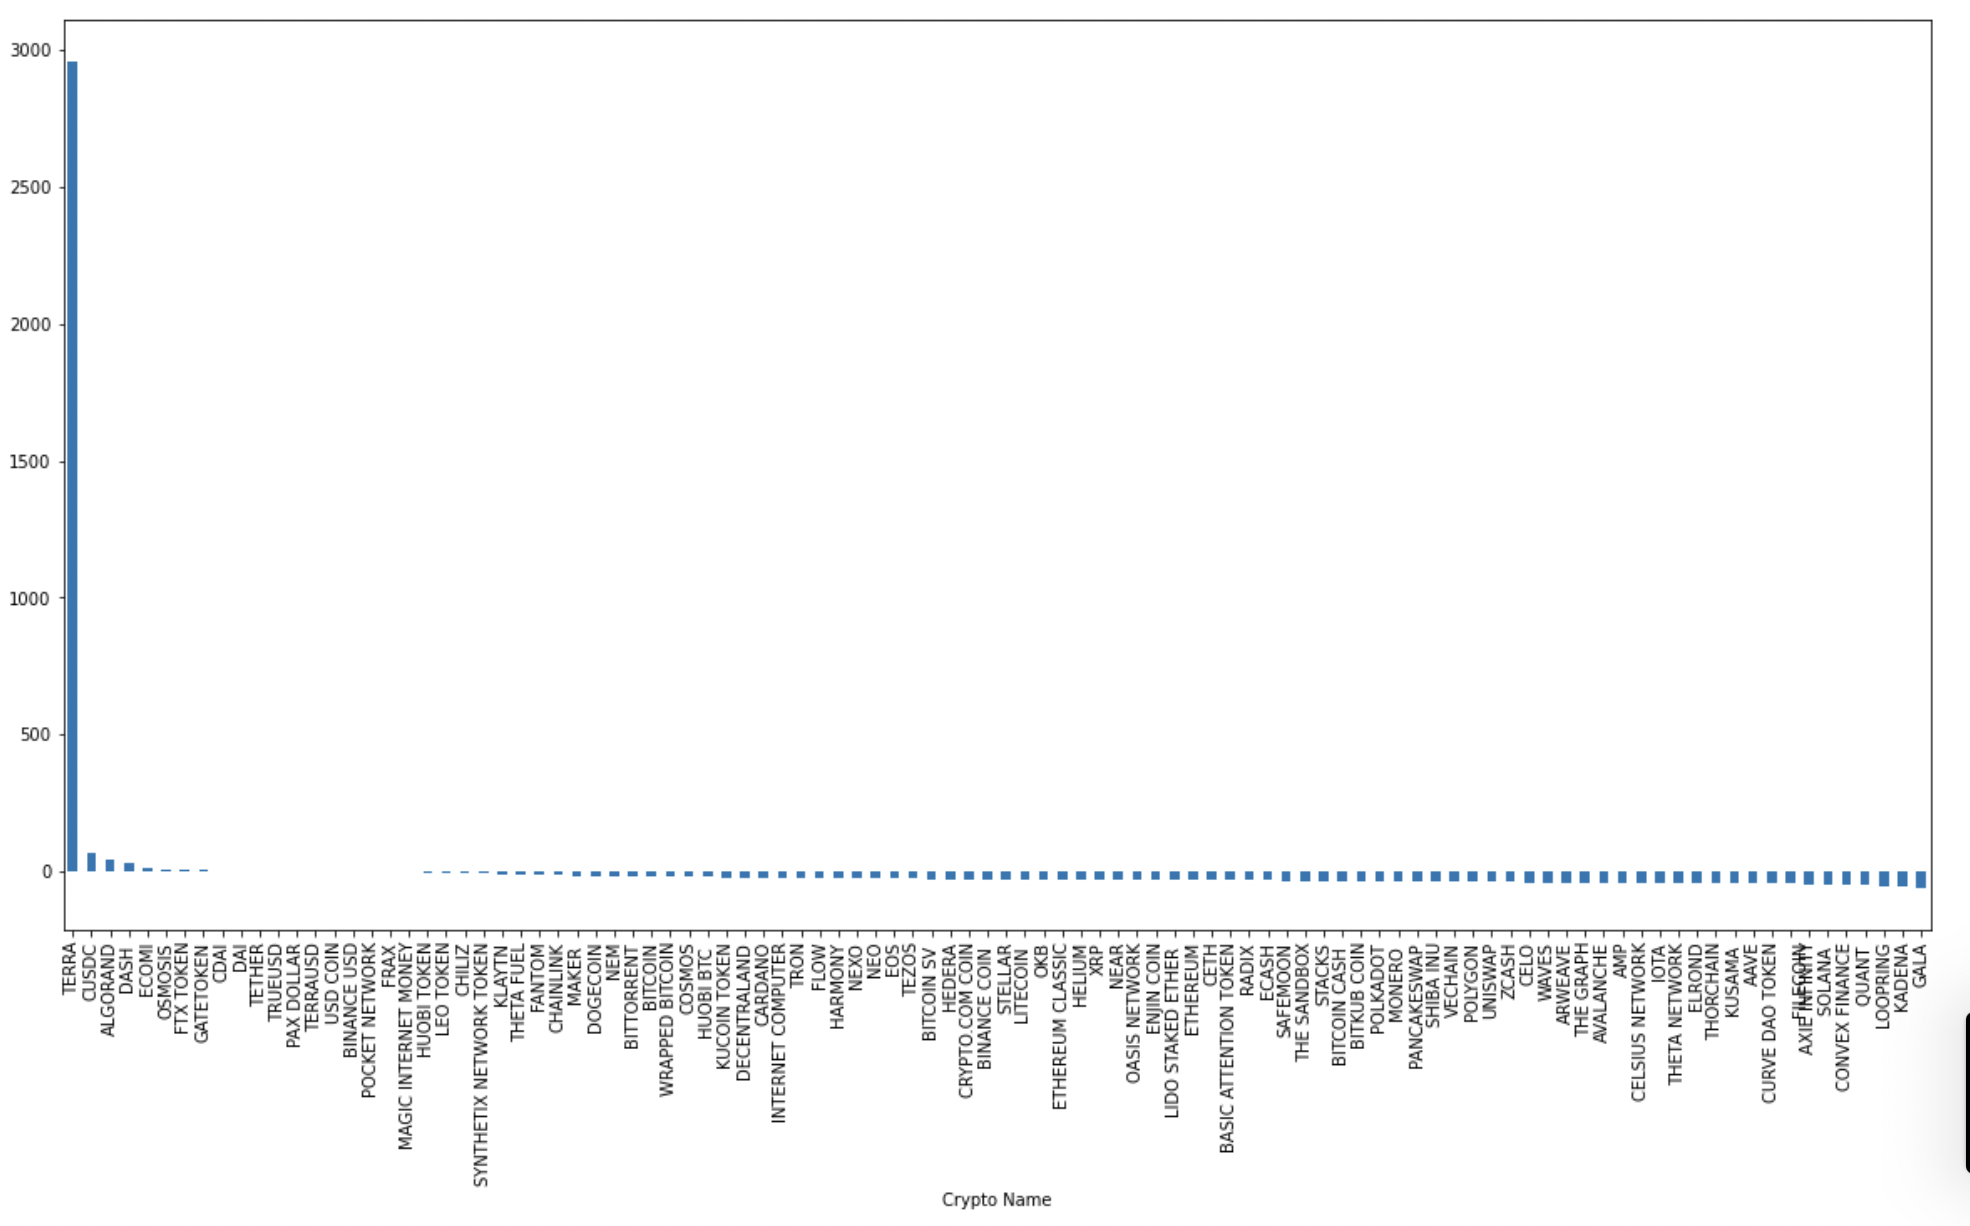 3000
2500
2000
1500
1000
500
0
TERRA
CUSDC
ALGORAND
DASH
ECOMI
OSMOSIS
FTX TOKEN
GATETOKEN
CDAI
DAI
TETHER
TRUEUSD
PAX DOLLAR
TERRAUSD
USD COIN
BINANCE USD
POCKET NETWORK
FRAX
MAGIC INTERNET MONEY
HUOBI TOKEN
LEO TOKEN
CHILIZ
SYNTHETIX NETWORK TOKEN
KLAYTN
THETA FUEL
FANTOM
CHAINLINK
MAKER
DOGECOIN
NEM
BITTORRENT
BITCOIN
WRAPPED BITCOIN
COSMOS
HUOBI BTC
KUCOIN TOKEN
DECENTRALAND
CARDANO
INTERNET COMPUTER
TRON
FLOW
HARMONY
NEXO
NEO
EOS
TEZOS
BITCOIN SV
HEDERA
CRYPTO.COM COIN
BINANCE COIN
STELLAR
LITECOIN
OKB
ETHEREUM CLASSIC
HELIUM
XRP
NEAR
OASIS NETWORK
ENJIN COIN
LIDO STAKED ETHER
ETHEREUM
CETH
BASIC ATTENTION TOKEN
RADIX
ECASH
SAFEMOON
THE SANDBOX
STACKS
BITCOIN CASH
BITKUB COIN
POLKADOT
MONERO
PANCAKESWAP
SHIBA INU
VECHAIN
POLYGON
UNISWAP
ZCASH
CELO
WAVES
ARWEAVE
THE GRAPH
AVALANCHE
AMP
CELSIUS NETWORK
IOTA
THETA NETWORK
ELROND
THORCHAIN
KUSAMA
AAVE
CURVE DAO TOKEN
FILECOIN
AXIE INFINITY
SOLANA
CONVEX FINANCE
QUANT
LOOPRING
KADENA
GALA
Crypto Name